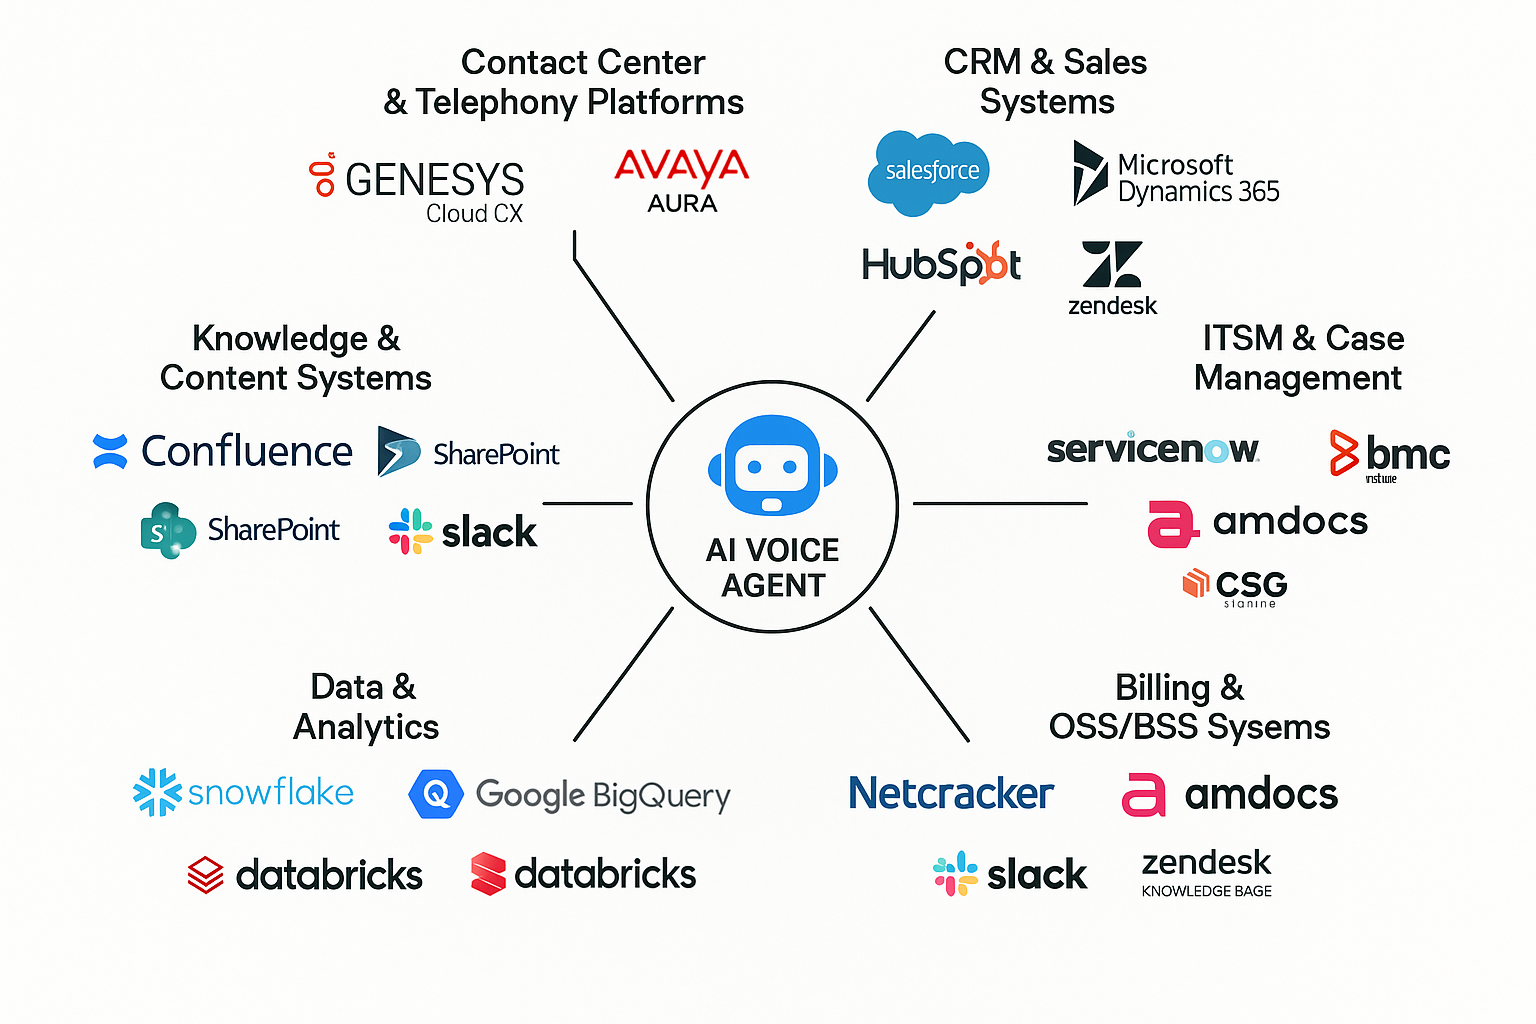 Contact Center
& Telephony Platforms
GENESYS
Cloud CX
AVAYA
AURA
CRM & Sales
Systems
salesforce
Microsoft
Dynamics 365
HubSpot
zendesk
Knowledge &
Content Systems
Confluence
SharePoint
S
SharePoint
slack
AI VOICE
AGENT
ITSM & Case
Management
servicenow
bmc
a amdocs
CSG
Data &
Analytics
snowflake
Q Google BigQuery
databricks
databricks
Billing &
OSS/BSS Sysems
Netcracker
a amdocs
slack
zendesk
KNOWLEDGE BAGE